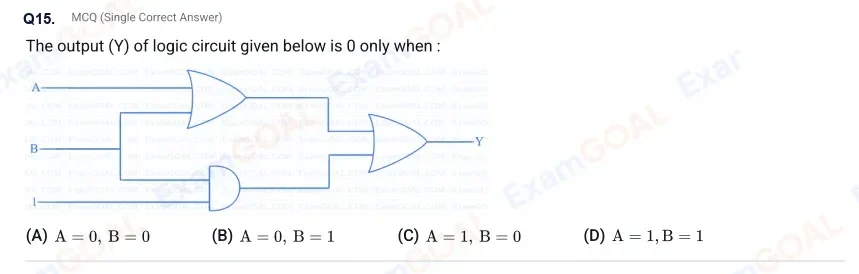 Q15. MCQ (Single Correct Answer)
The output (Y) of logic circuit given below is 0 only when :
A
B
1
Y
(A) A = 0, B = 0 (B) A = 0, B = 1 (C) A = 1, B = 0 (D) A = 1, B = 1
ExamGOAL